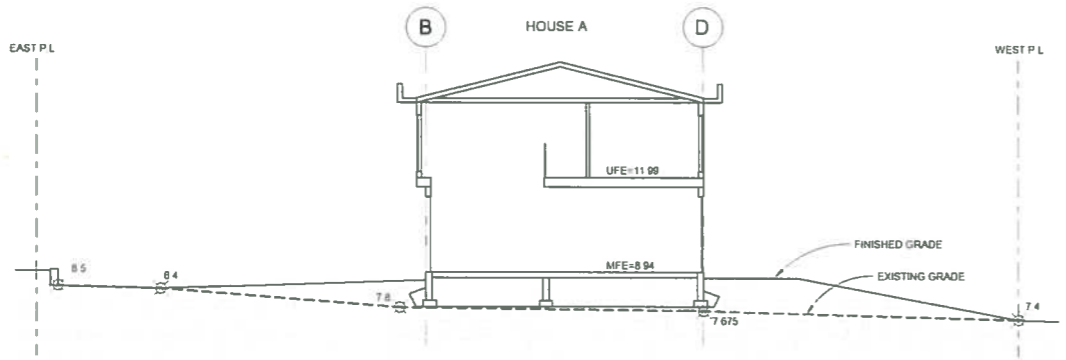 B
HOUSE A
D
EAST P L
WEST P L
UFE=11 99
FINISHED GRADE
MFE=8 94
8 5
8 4
EXISTING GRADE
7 8
7 4
7 675